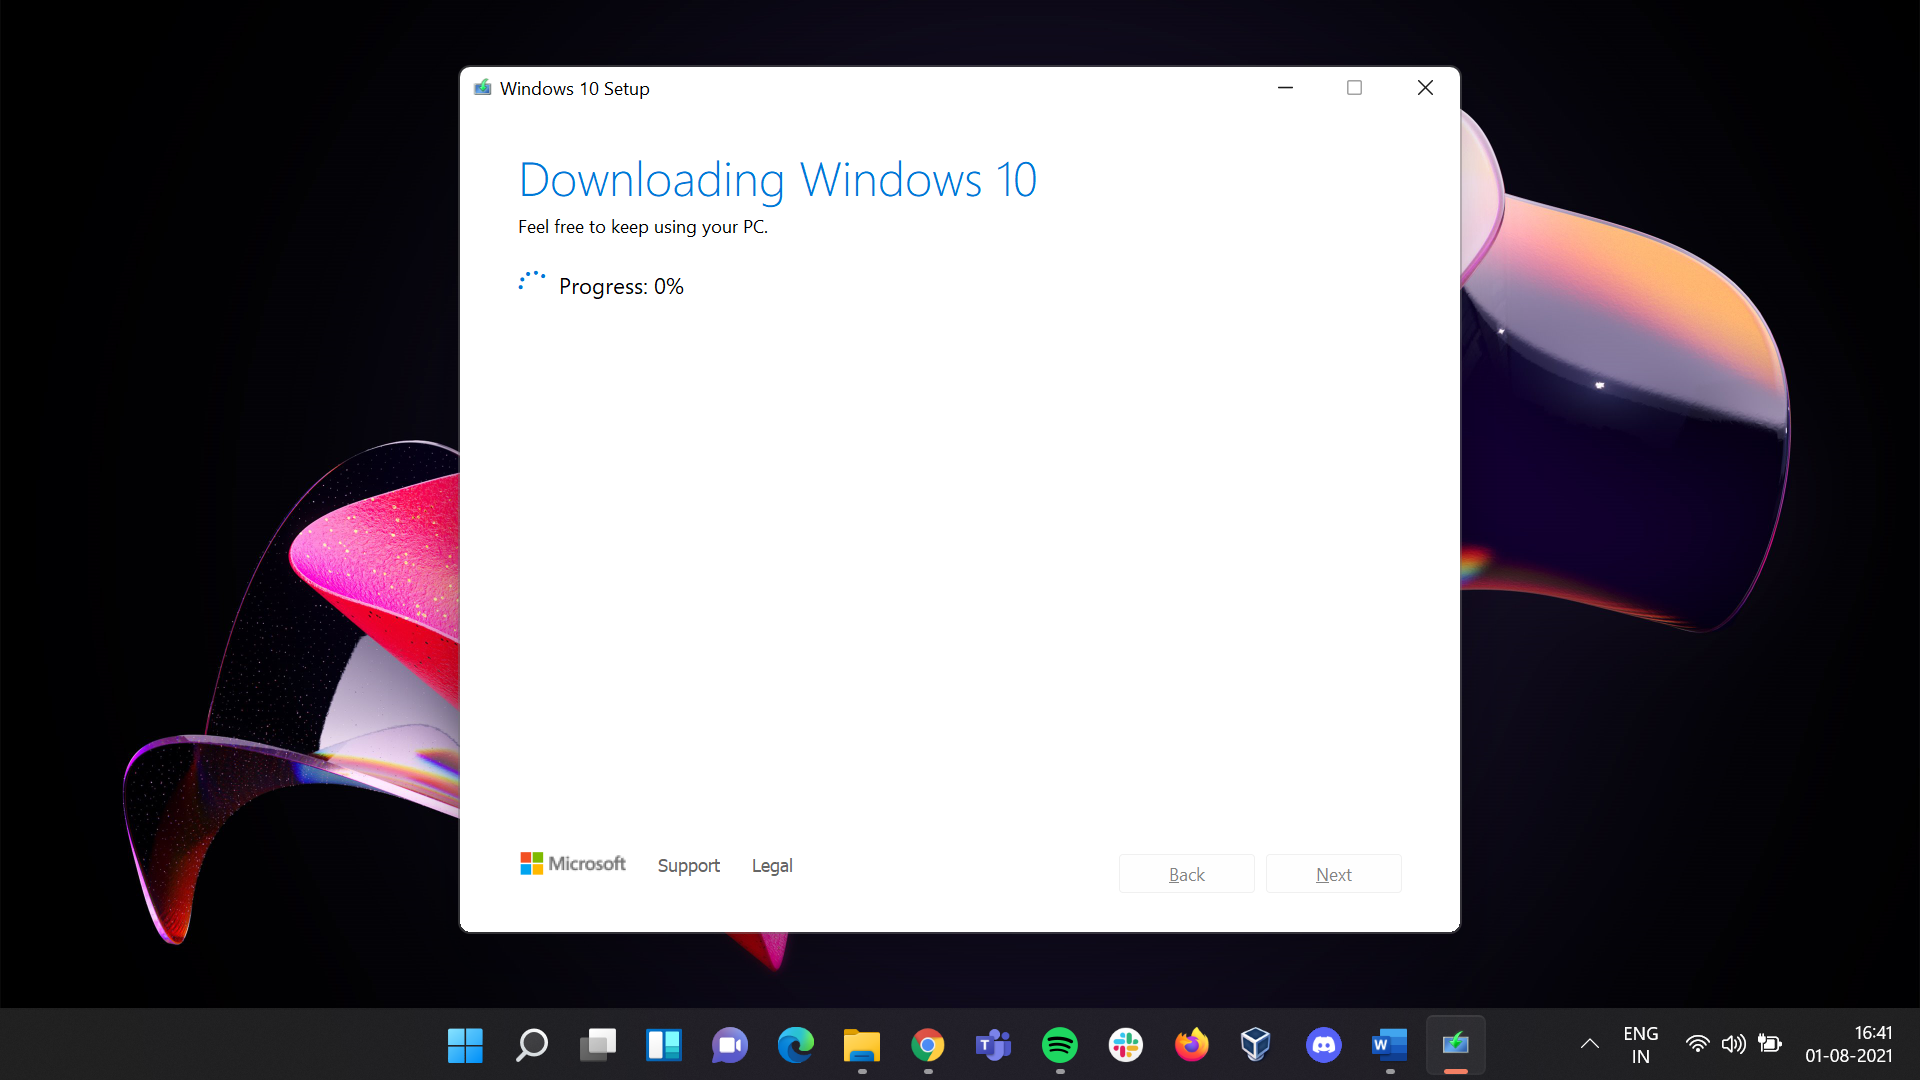 Windows 10 Setup
Downloading Windows 10
Feel free to keep using your PC.
Progress: 0%
Microsoft
Support
Legal
Back
Next
T
W
ENG
IN
16:41
01-08-2021